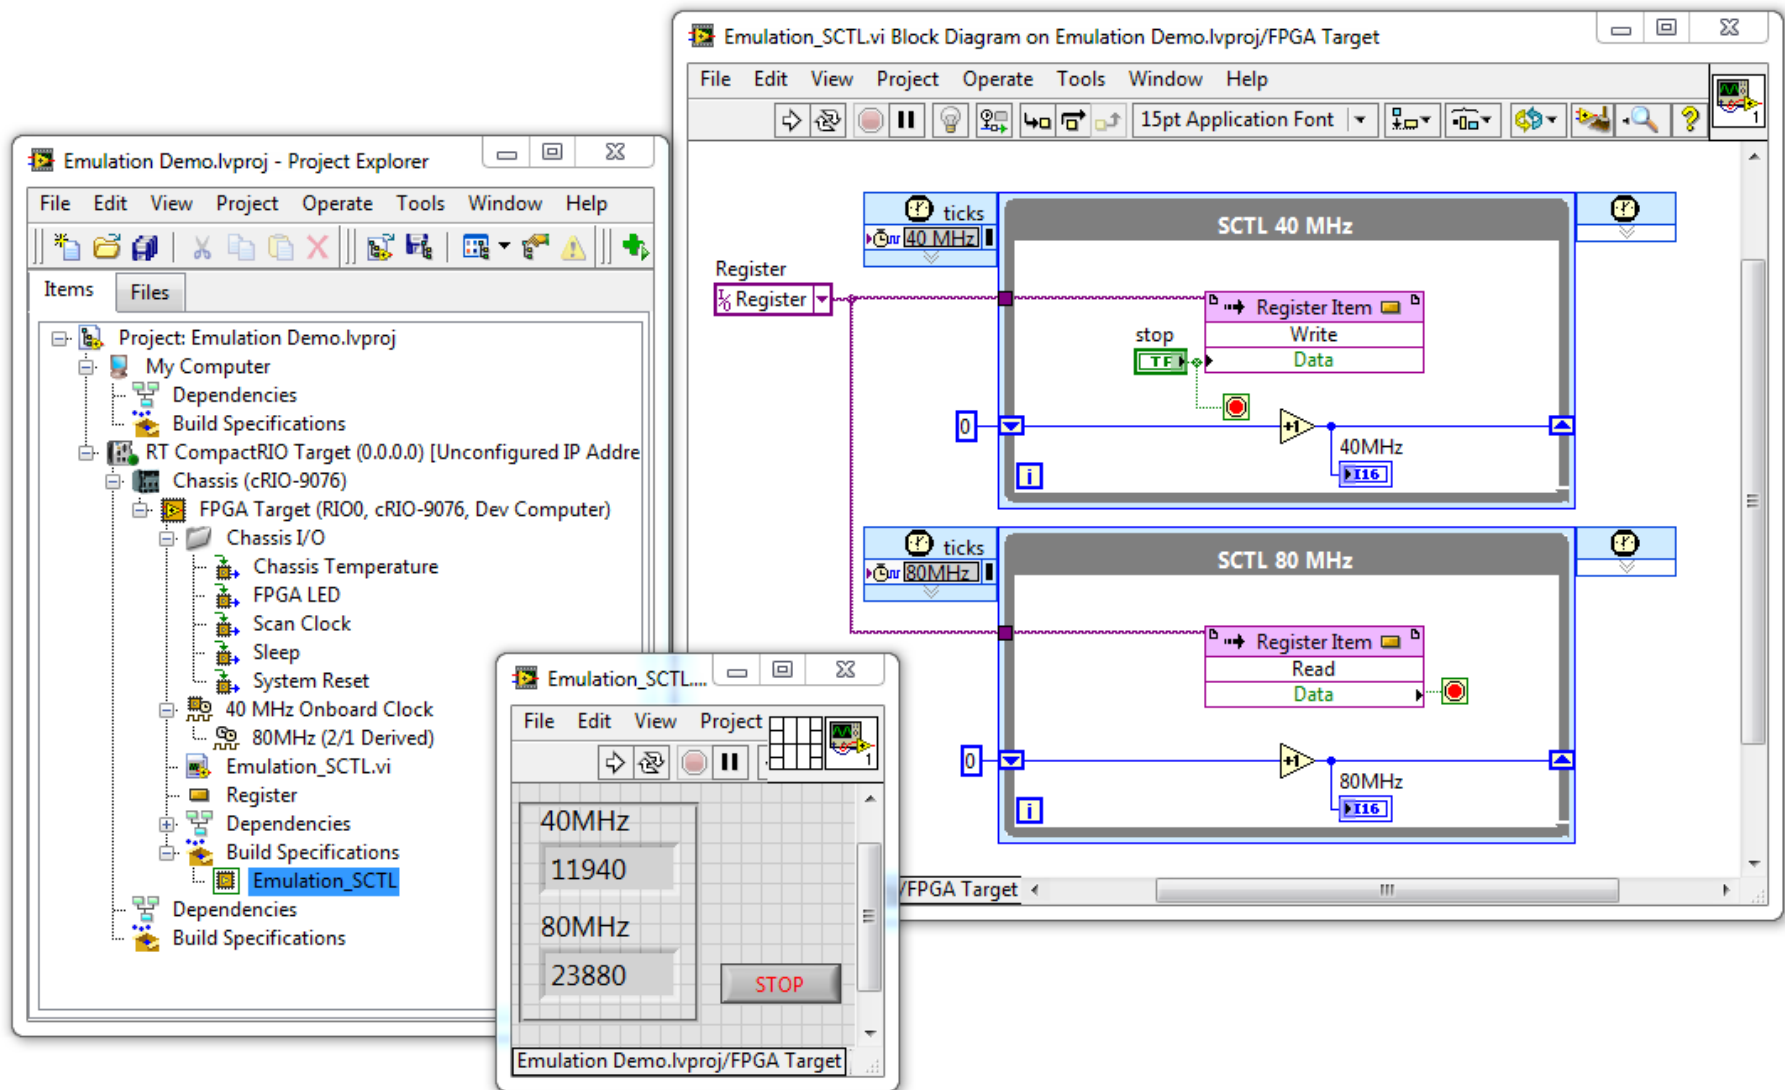 Emulation_SCTL.vi Block Diagram on Emulation Demo.lvproj/FPGA Target
File Edit View Project Operate Tools Window Help
15pt Application Font
1
ticks
40 MHz
SCTL 40 MHz
Register
Register
Register Item
Write
Data
stop
TF
0
+1
40MHz
I16
i
ticks
80MHz
SCTL 80 MHz
Register Item
Read
Data
0
+1
80MHz
I16
i
/FPGA Target
Emulation Demo.lvproj - Project Explorer
File Edit View Project Operate Tools Window Help
Items Files
Project: Emulation Demo.lvproj
My Computer
Dependencies
Build Specifications
RT CompactRIO Target (0.0.0.0) [Unconfigured IP Addre
Chassis (cRIO-9076)
FPGA Target (RIO0, cRIO-9076, Dev Computer)
Chassis I/O
Chassis Temperature
FPGA LED
Scan Clock
Sleep
System Reset
40 MHz Onboard Clock
80MHz (2/1 Derived)
Emulation_SCTL.vi
Register
Dependencies
Build Specifications
Emulation_SCTL
Dependencies
Build Specifications
Emulation_SCTL....
File Edit View Project
1
40MHz
11940
80MHz
23880
STOP
Emulation Demo.lvproj/FPGA Target